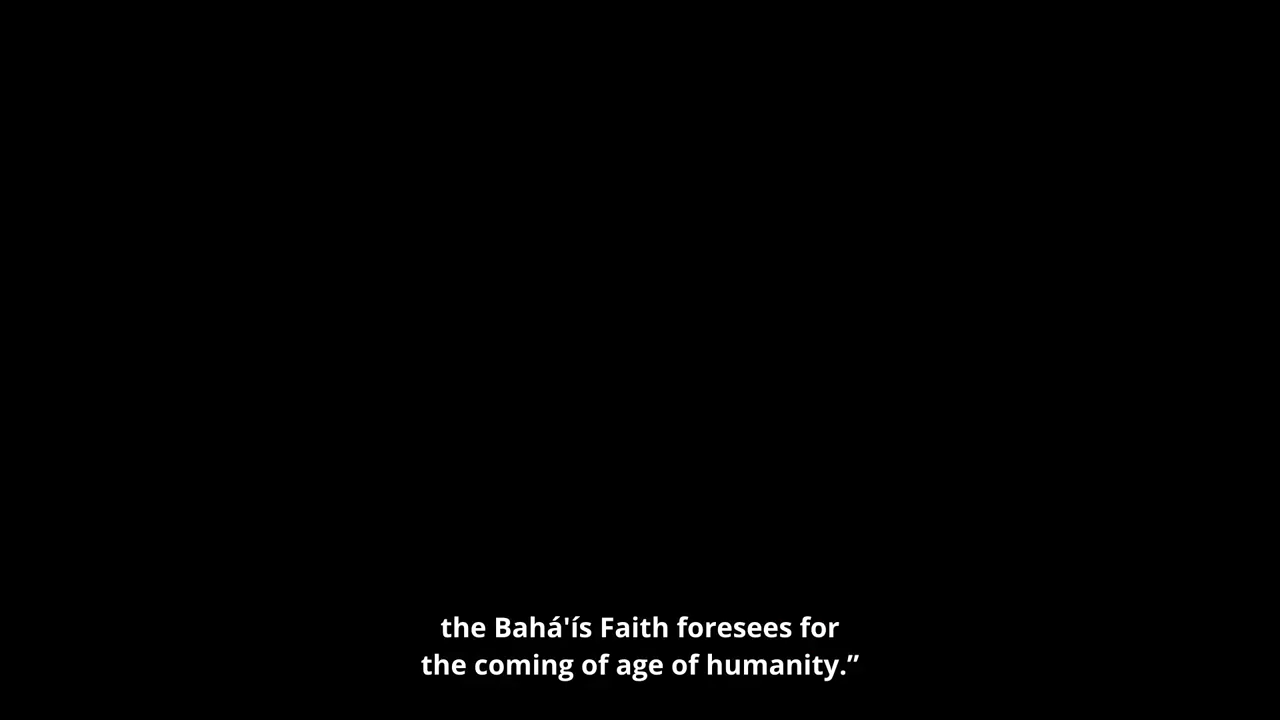 the Bahá'ís Faith foresees for
the coming of age of humanity.”